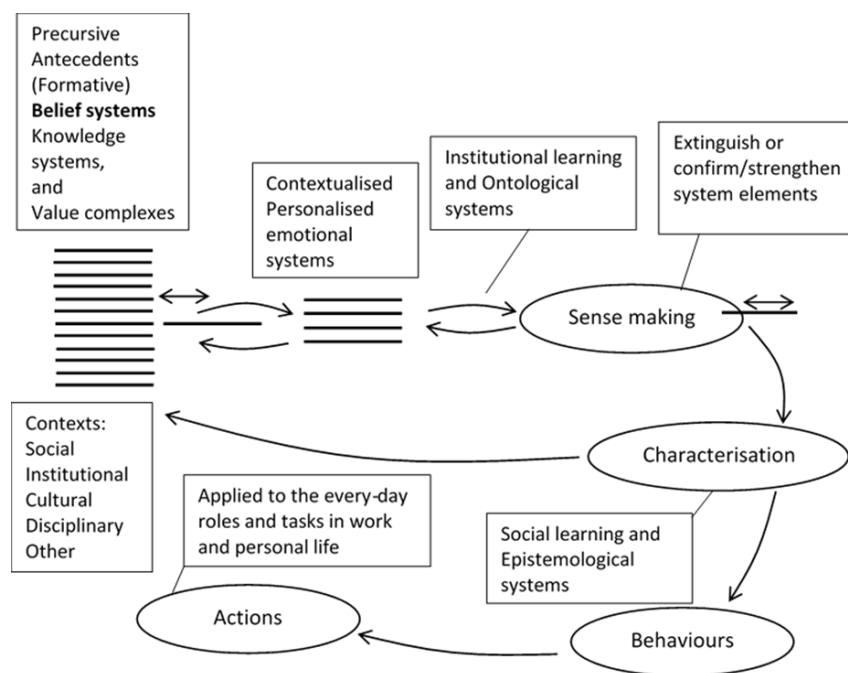 Precursive
Antecedents
(Formative)
Belief systems
Knowledge
systems,
and
Value complexes
Contextualised
Personalised
emotional
systems
Institutional learning
and Ontological
systems
Extinguish or
confirm/strengthen
system elements
Sense making
Contexts:
Social
Institutional
Cultural
Disciplinary
Other
Characterisation
Applied to the every-day
roles and tasks in work
and personal life
Social learning and
Epistemological
systems
Actions
Behaviours